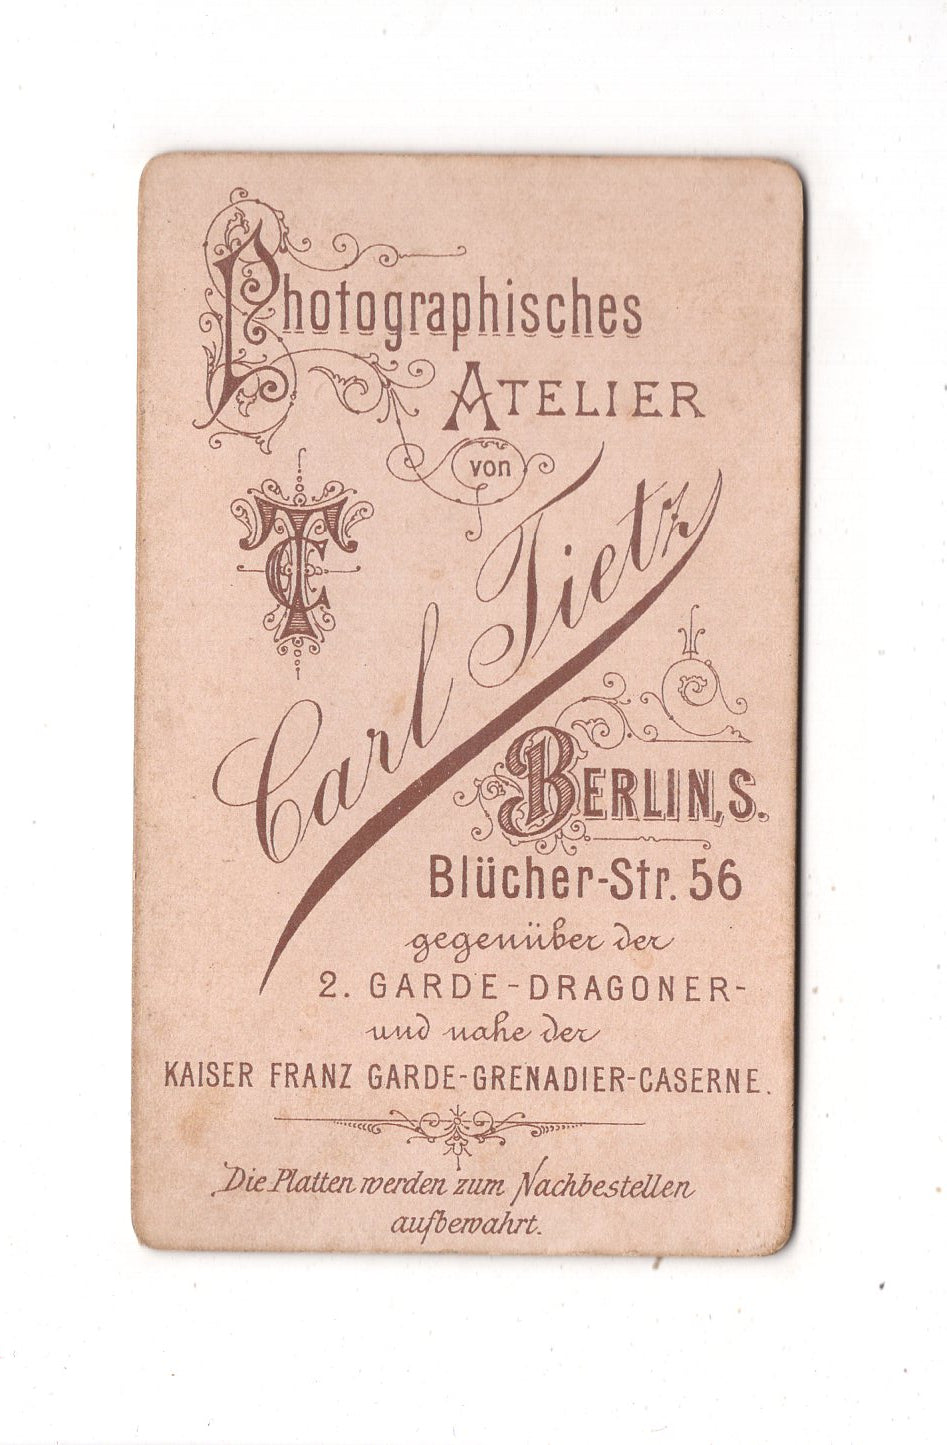 Photographisches
ATELIER
von
TC
Carl Tietz
BERLIN, S.
Blücher-Str. 56
gegenüber der
2. GARDE-DRAGONER-
und nahe der
KAISER FRANZ GARDE-GRENADIER-CASERNE.
Die Platten werden zum Nachbestellen
aufbewahrt.